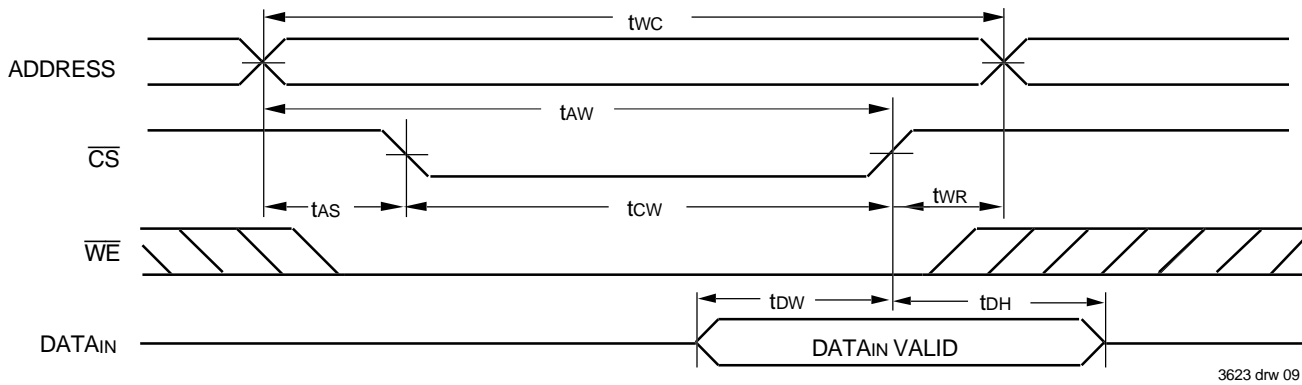 tWC
ADDRESS
tAW
CS
tAS
tCW
tWR
WE
tDW
tDH
DATAIN
DATAIN VALID
3623 drw 09